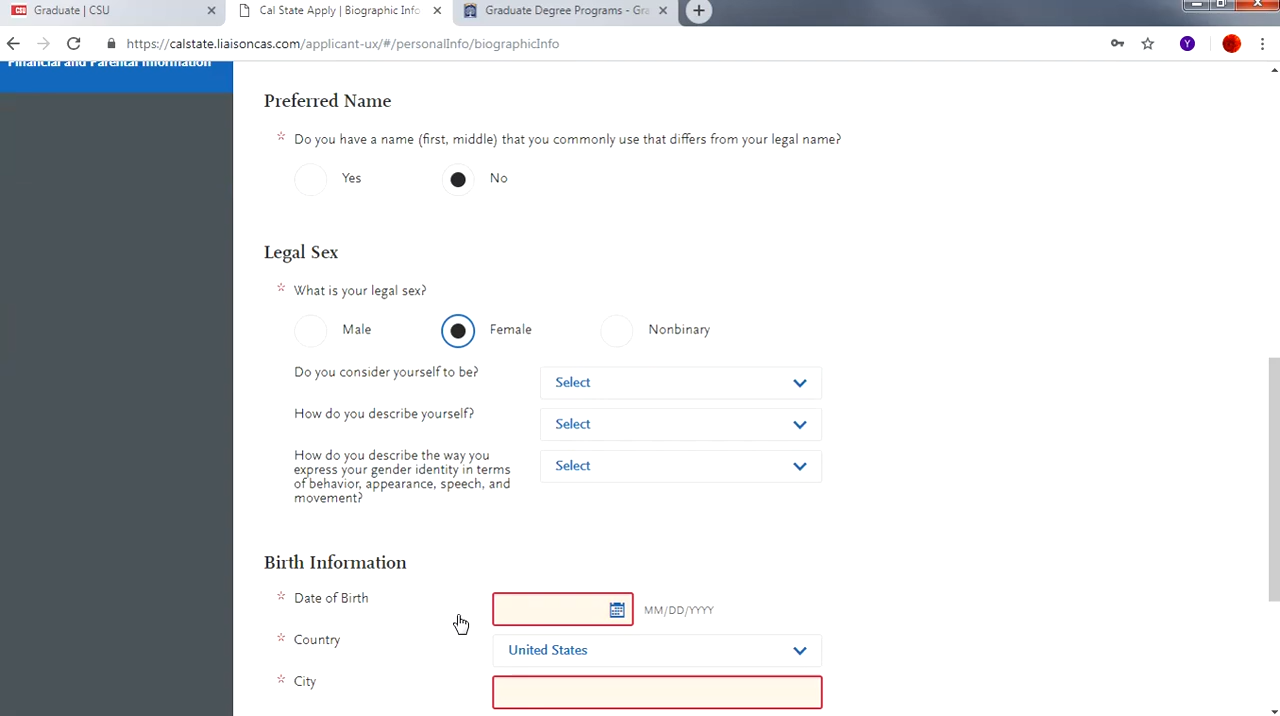 Graduate | CSU
Cal State Apply | Biographic Info
Graduate Degree Programs - Gra
https://calstate.liaisoncas.com/applicant-ux/#/personalInfo/biographicInfo
Y
Financial and Parental Information
Preferred Name
* Do you have a name (first, middle) that you commonly use that differs from your legal name?
Yes No
Legal Sex
* What is your legal sex?
Male Female Nonbinary
Do you consider yourself to be? Select
How do you describe yourself? Select
How do you describe the way you
express your gender identity in terms
of behavior, appearance, speech, and
movement?
Select
Birth Information
* Date of Birth MM/DD/YYYY
* Country United States
* City